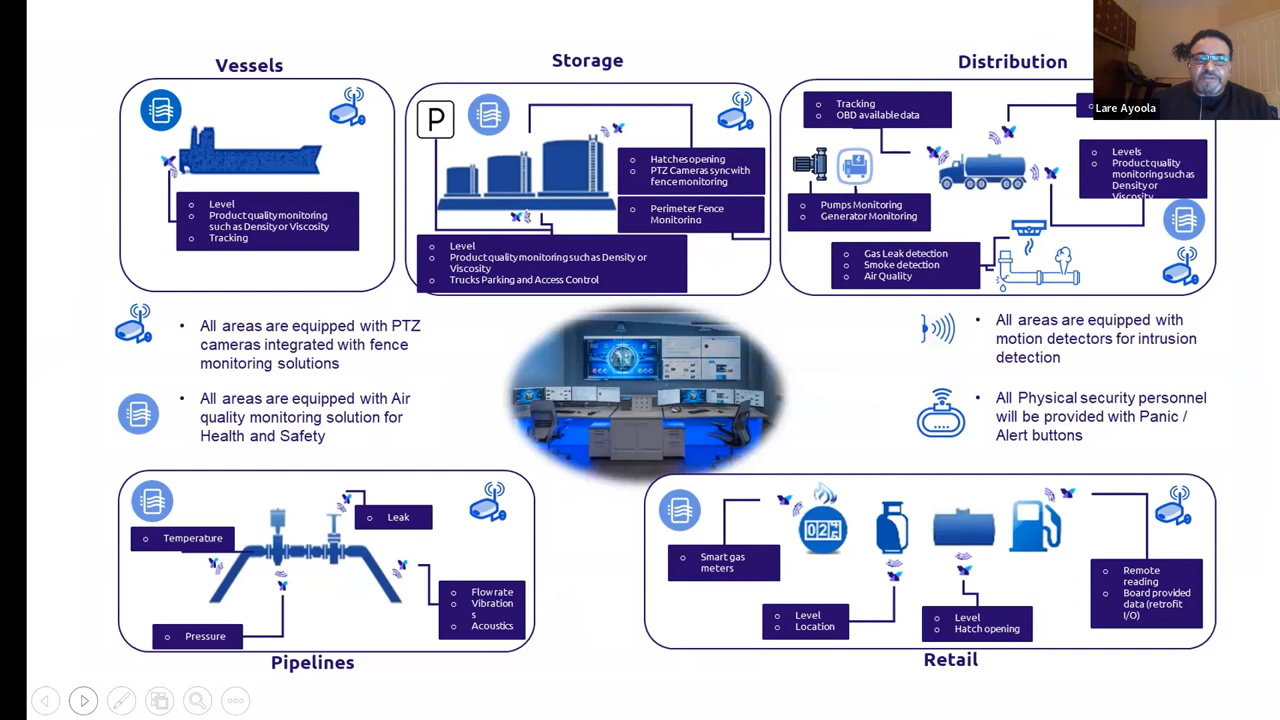 Vessels
Storage
Distribution
Lare Ayoola
Level
Product quality monitoring
such as Density or Viscosity
Tracking
P
Hatches opening
PTZ Cameras sync with
fence monitoring
Perimeter Fence
Monitoring
Level
Product quality monitoring such as Density or
Viscosity
Trucks Parking and Access Control
Tracking
OBD available data
Pumps Monitoring
Generator Monitoring
Levels
Product quality
monitoring such as
Density or
Viscosity
Gas Leak detection
Smoke detection
Air Quality
All areas are equipped with PTZ
cameras integrated with fence
monitoring solutions
All areas are equipped with Air
quality monitoring solution for
Health and Safety
All areas are equipped with
motion detectors for intrusion
detection
All Physical security personnel
will be provided with Panic /
Alert buttons
Temperature
Leak
Flow rate
Vibration
s
Acoustics
Pressure
Pipelines
Smart gas
meters
Level
Location
Level
Hatch opening
Remote
reading
Board provided
data (retrofit
I/O)
Retail